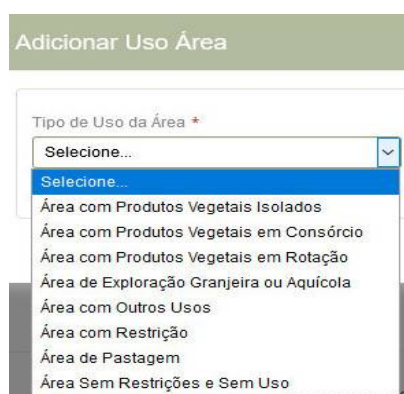 Adicionar Uso Área
Tipo de Uso da Área *
Selecione...
Selecione...
Área com Produtos Vegetais Isolados
Área com Produtos Vegetais em Consórcio
Área com Produtos Vegetais em Rotação
Área de Exploração Granjeira ou Aquícola
Área com Outros Usos
Área com Restrição
Área de Pastagem
Área Sem Restrições e Sem Uso